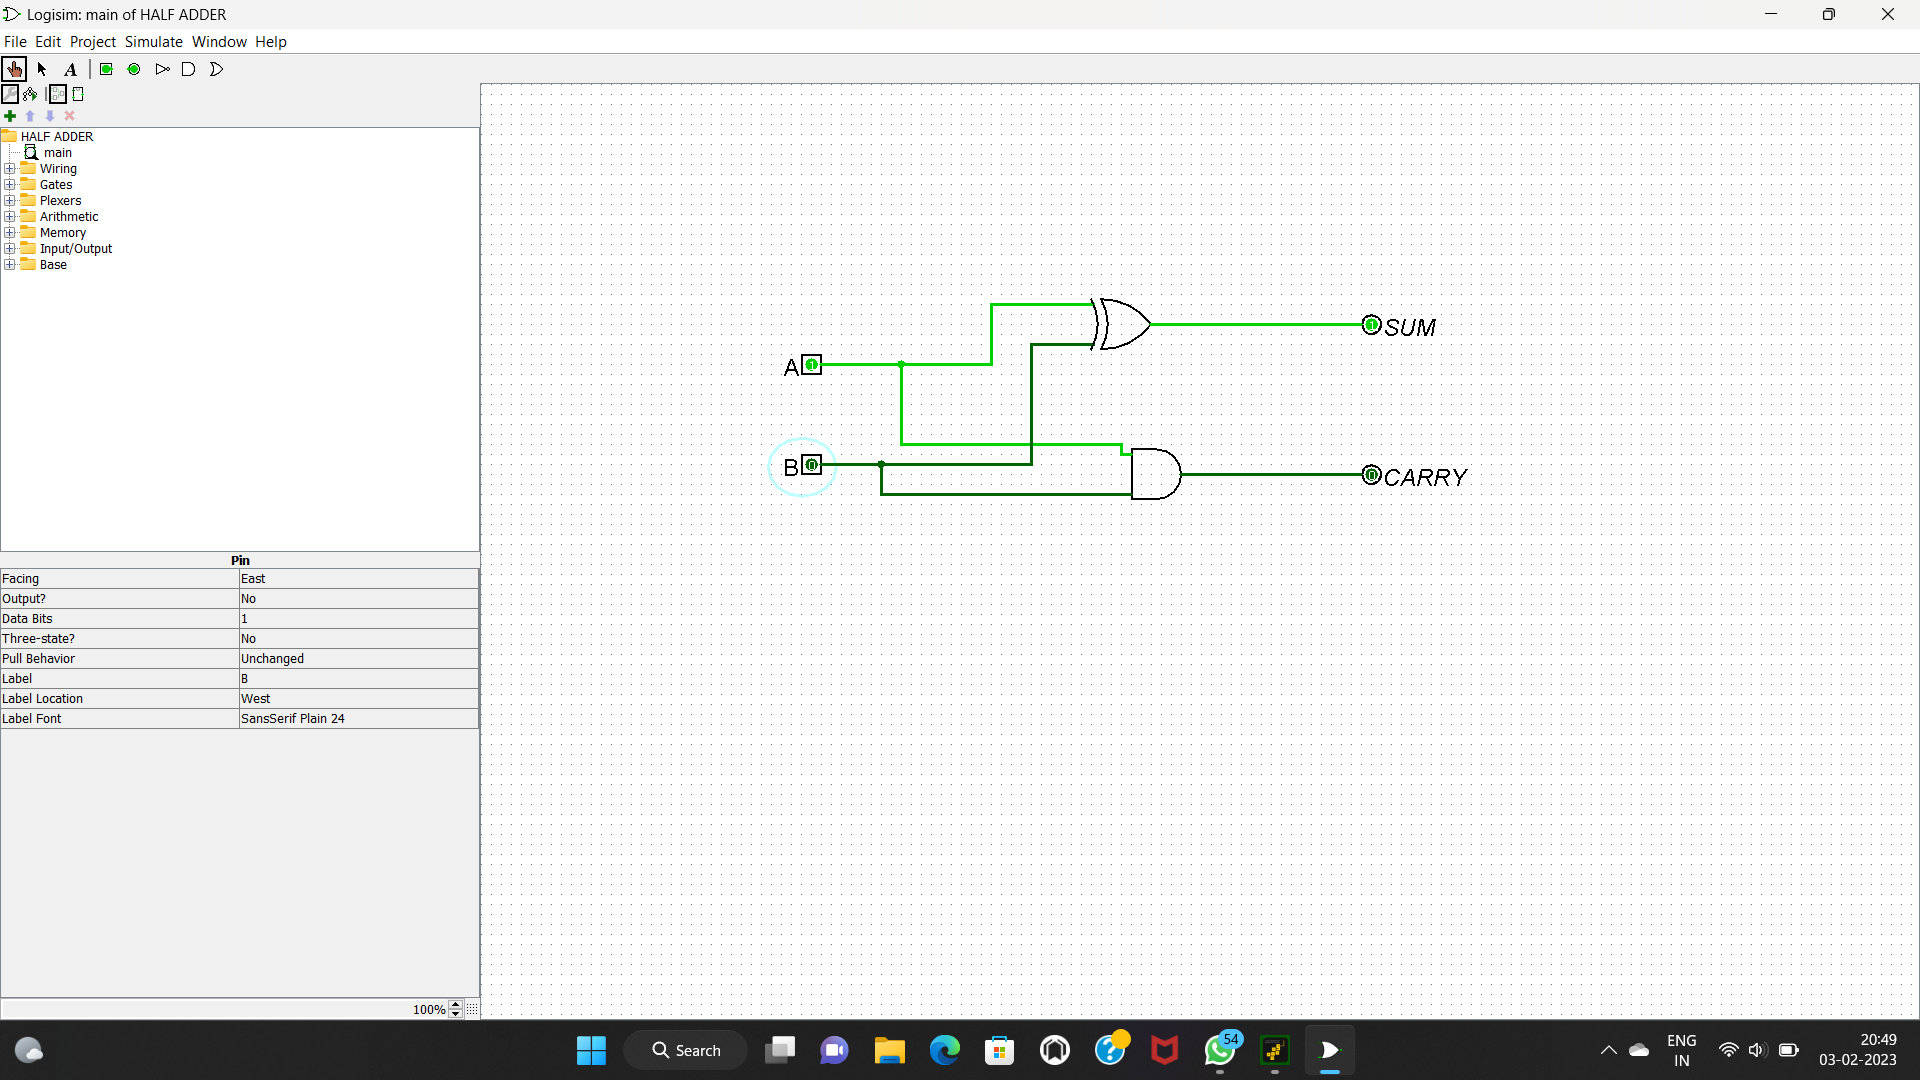 Logisim: main of HALF ADDER
File Edit Project Simulate Window Help
A
HALF ADDER
main
Wiring
Gates
Plexers
Arithmetic
Memory
Input/Output
Base
Pin
Facing East
Output? No
Data Bits 1
Three-state? No
Pull Behavior Unchanged
Label B
Label Location West
Label Font SansSerif Plain 24
100%
1 SUM
A 1
B 0
0 CARRY
Search
54
ENG
IN
20:49
03-02-2023